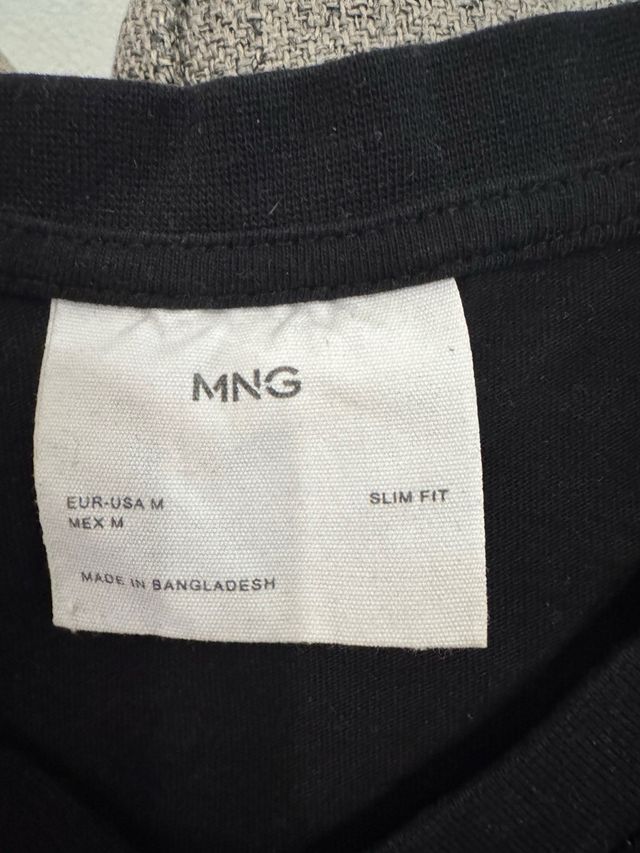 MNG
EUR-USA M
MEX M
SLIM FIT
MADE IN BANGLADESH